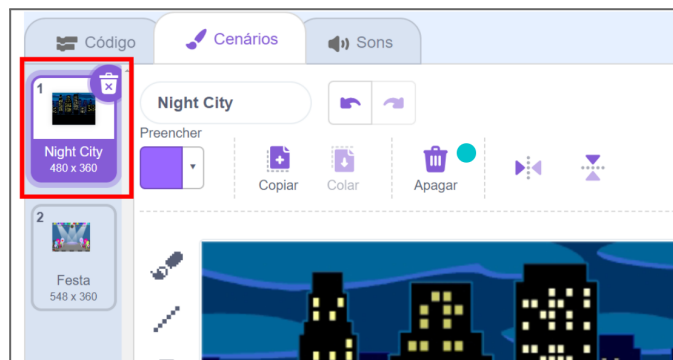 Código
Cenários
Sons
1
Night City
480 x 360
2
Festa
548 x 360
Night City
Preencher
Copiar
Colar
Apagar